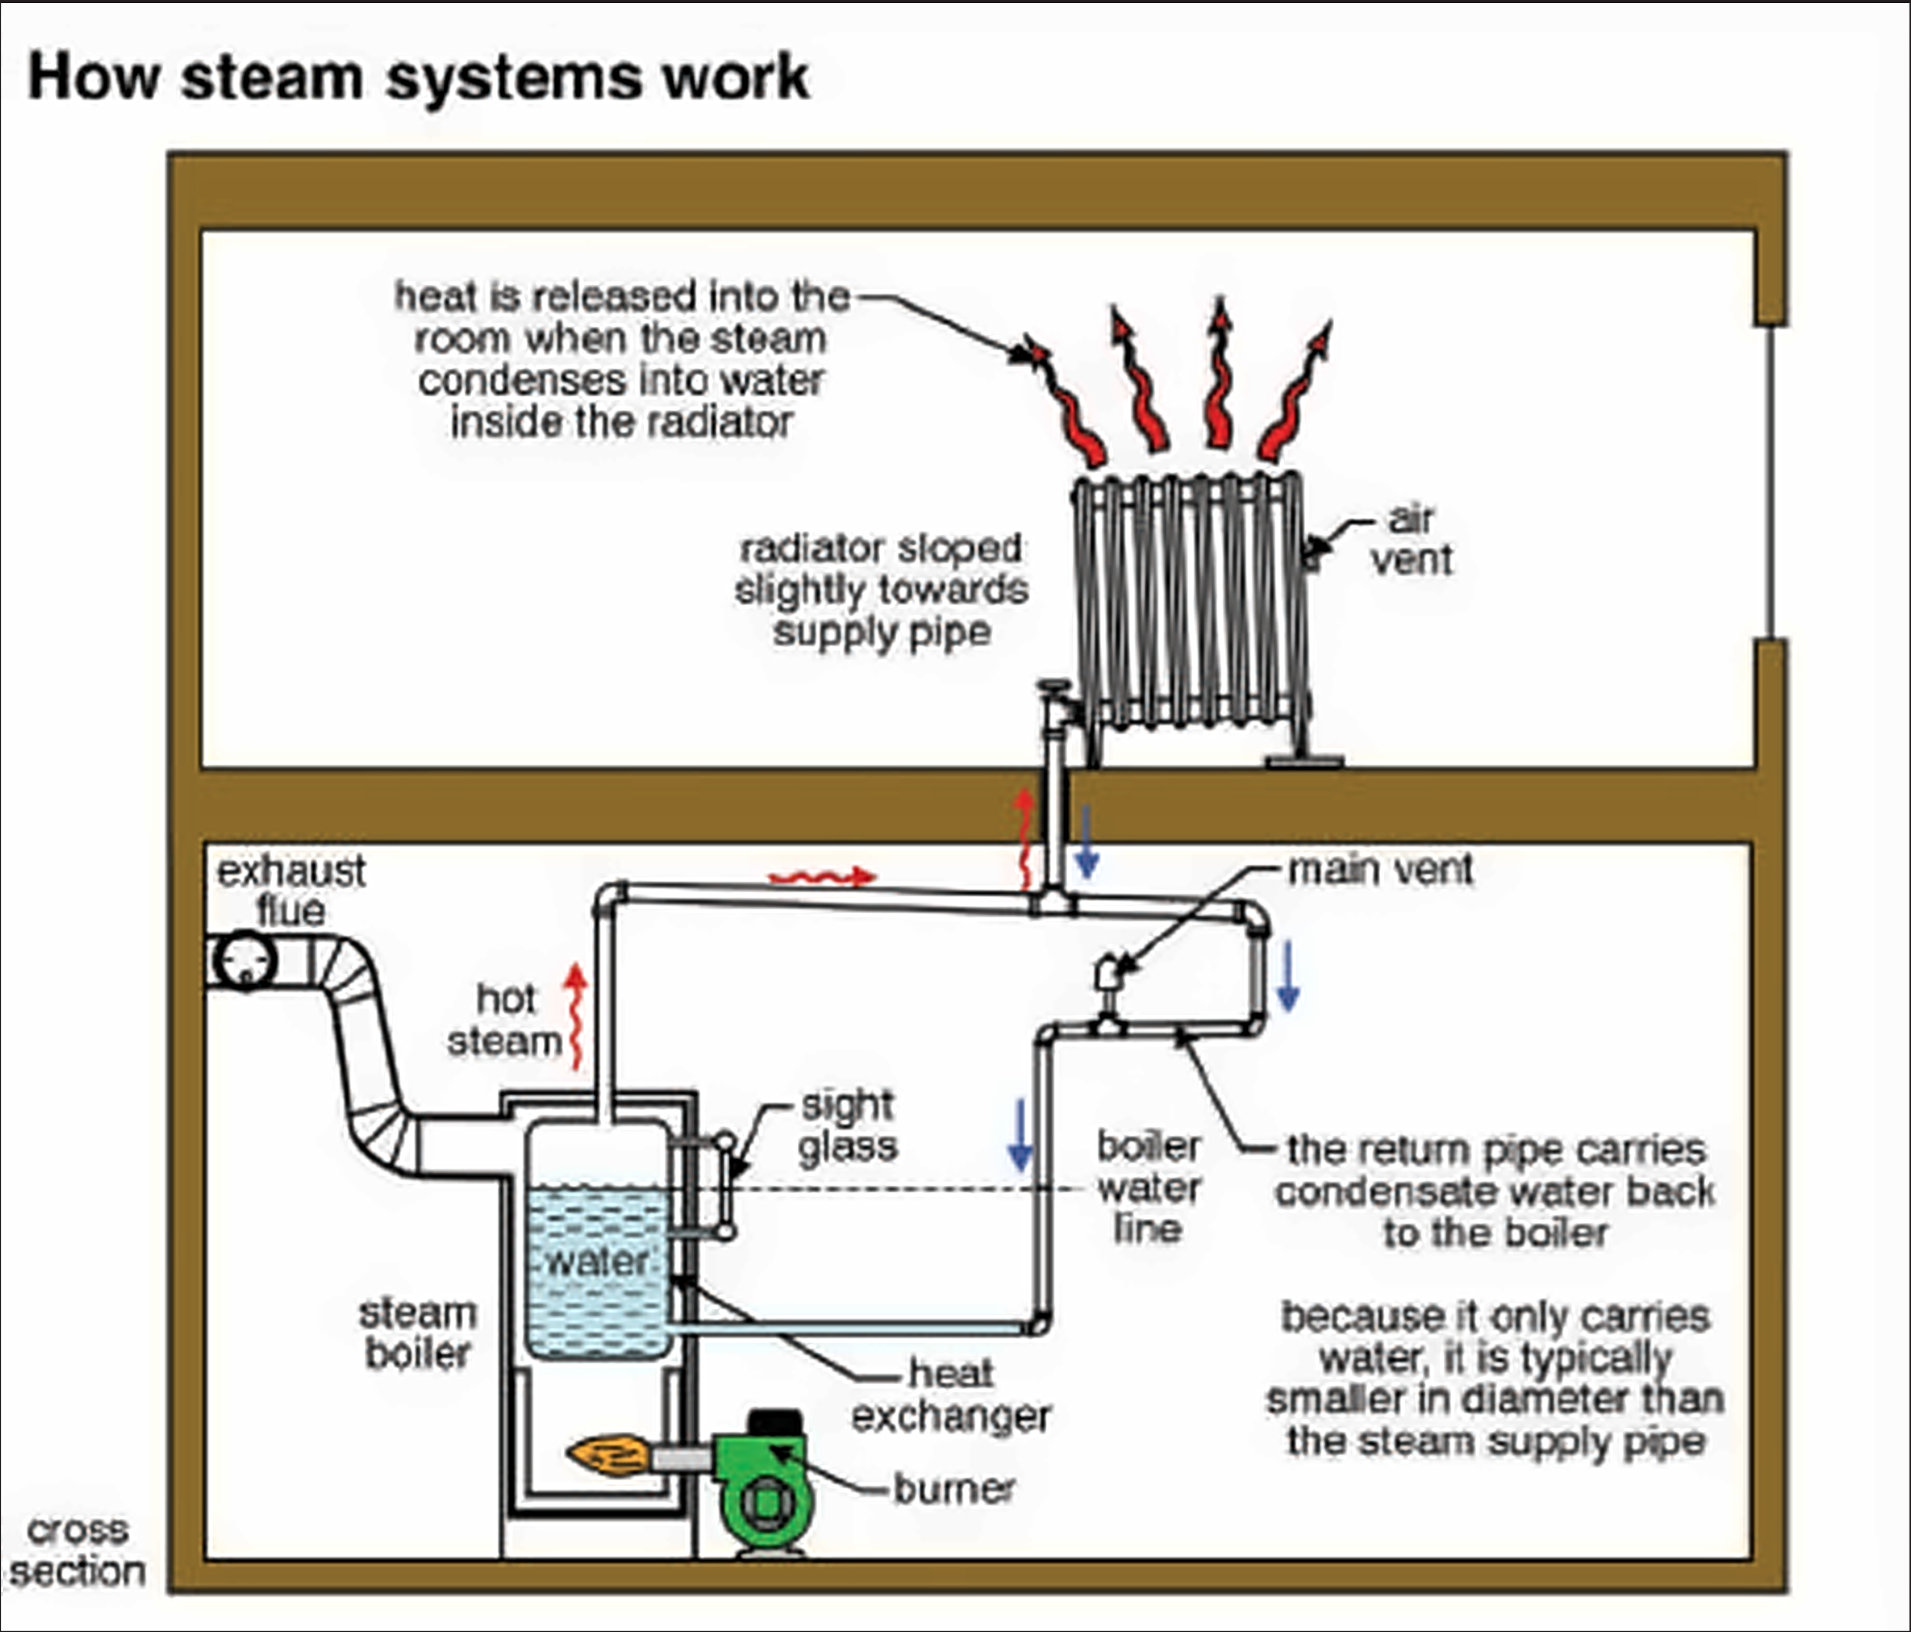 How steam systems work
heat is released into the
room when the steam
condenses into water
inside the radiator
air
vent
radiator sloped
slightly towards
supply pipe
exhaust
flue
main vent
hot
steam
sight
glass
boiler
water
line
the return pipe carries
condensate water back
to the boiler
water
steam
boiler
because it only carries
water, it is typically
smaller in diameter than
the steam supply pipe
heat
exchanger
burner
cross
section